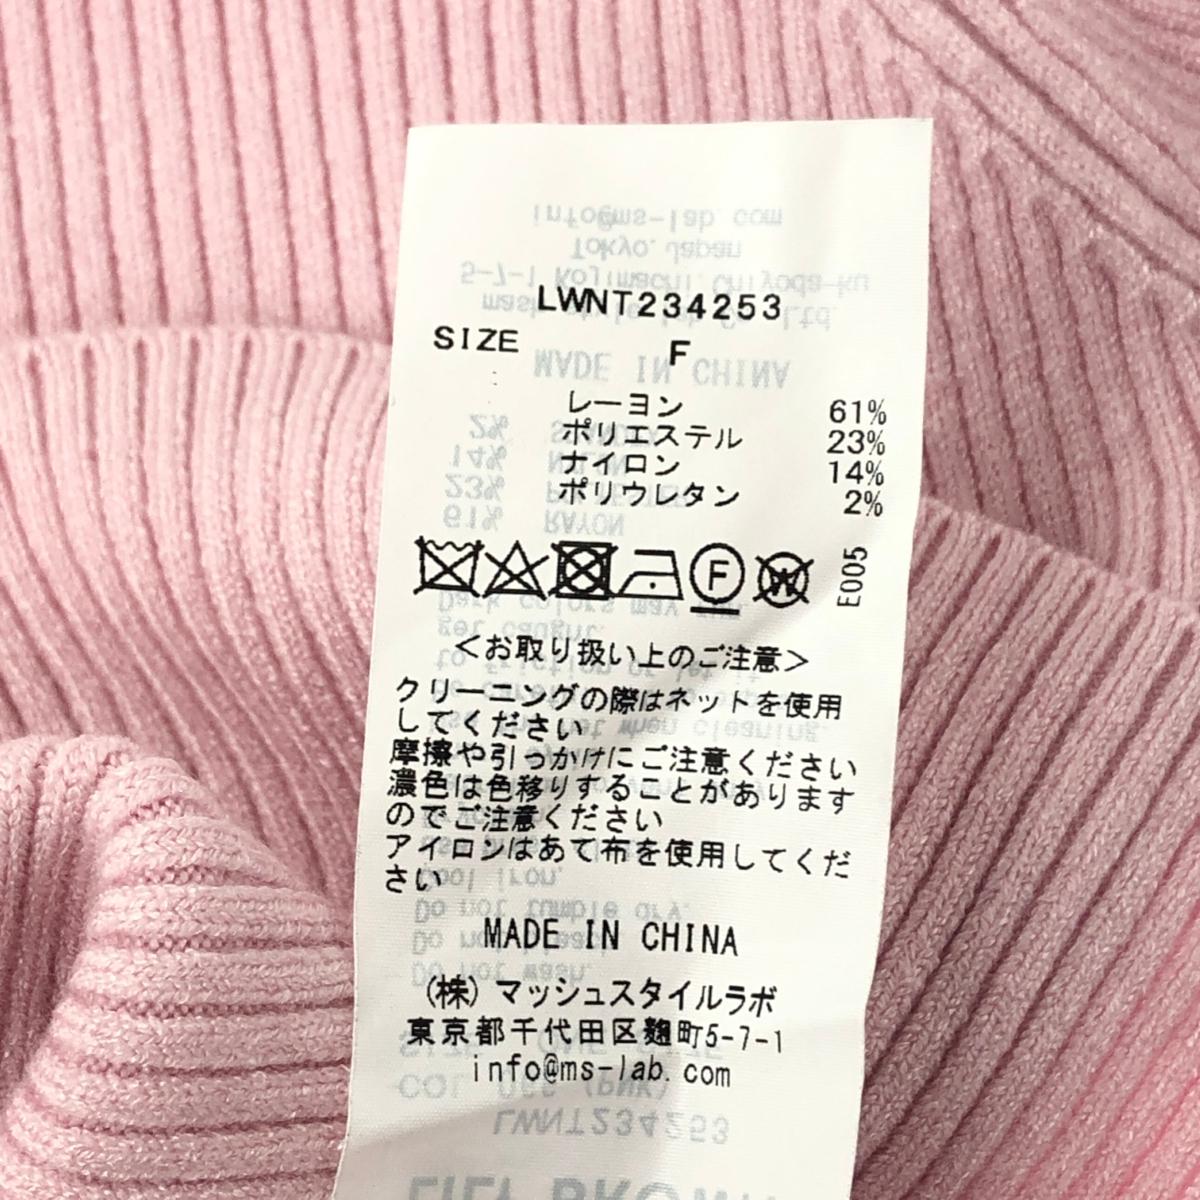 LWNT234253
SIZE F
レーヨン 61%
ポリエステル 23%
ナイロン 14%
ポリウレタン 2%
F W E005
<お取り扱い上のご注意>
クリーニングの際はネットを使用
してください
摩擦や引っかけにご注意ください
濃色は色移りすることがあります
のでご注意ください
アイロンはあて布を使用してくだ
さい
MADE IN CHINA
(株)マッシュスタイルラボ
東京都千代田区麹町5-7-1
info@ms-lab.com